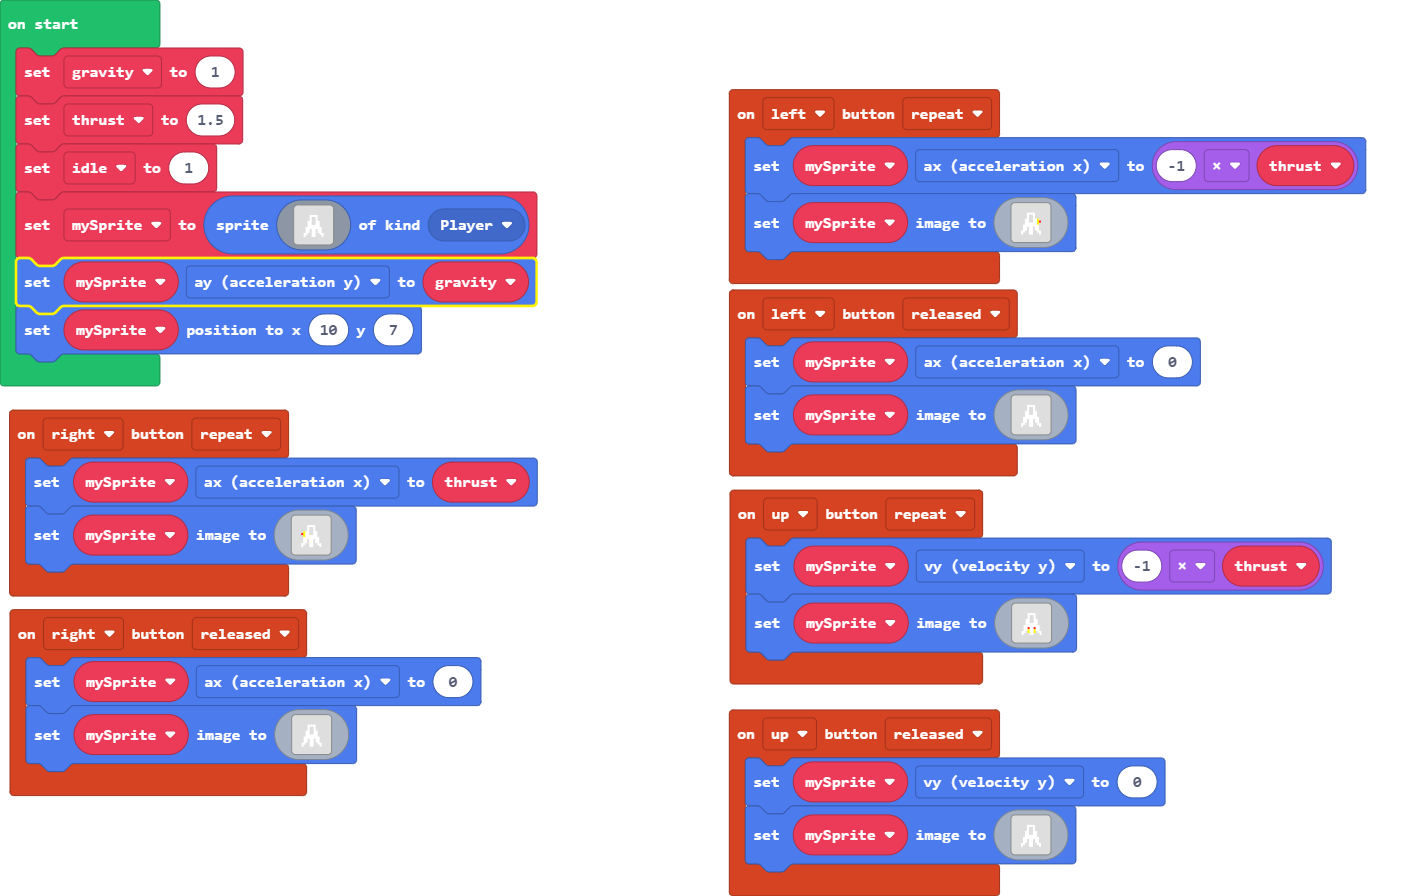 on start
set gravity to 1
set thrust to 1.5
set idle to 1
set mySprite to sprite of kind Player
set mySprite ay (acceleration y) to gravity
set mySprite position to x 10 y 7
on right button repeat
set mySprite ax (acceleration x) to thrust
set mySprite image to
on right button released
set mySprite ax (acceleration x) to 0
set mySprite image to
on left button repeat
set mySprite ax (acceleration x) to -1 × thrust
set mySprite image to
on left button released
set mySprite ax (acceleration x) to 0
set mySprite image to
on up button repeat
set mySprite vy (velocity y) to -1 × thrust
set mySprite image to
on up button released
set mySprite vy (velocity y) to 0
set mySprite image to